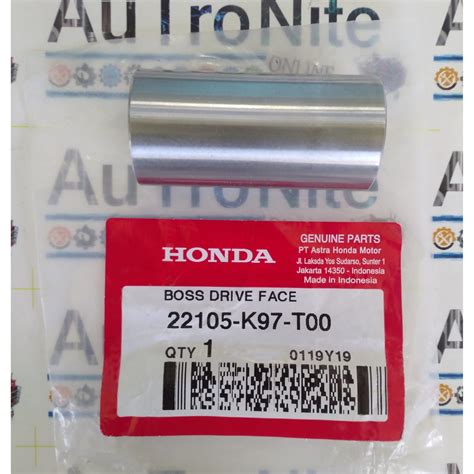 AuTroNite
ONLINE
HONDA
GENUINE PARTS
PT Astra Honda Motor
Jl. Laksda Yos Sudarso, Sunter 1
Jakarta 14350 - Indonesia
Made in Indonesia
BOSS DRIVE FACE
22105-K97-T00
QTY 1
0119Y19